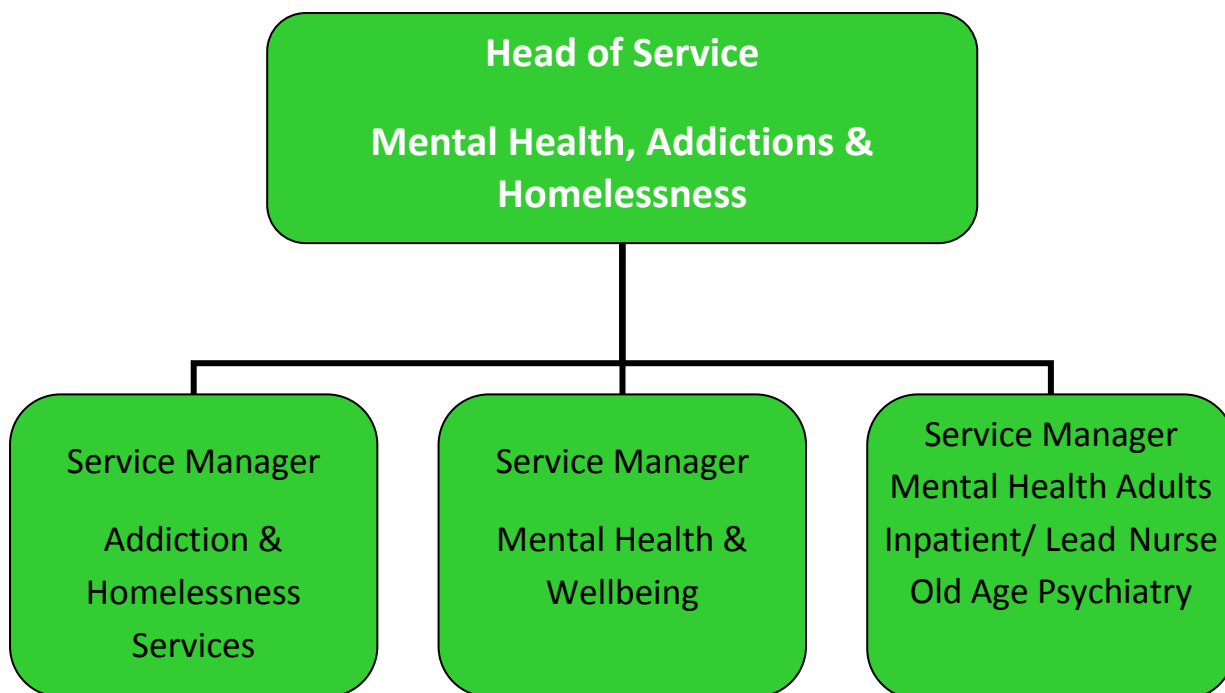 Head of Service
Mental Health, Addictions &
Homelessness
Service Manager
Addiction &
Homelessness
Services
Service Manager
Mental Health &
Wellbeing
Service Manager
Mental Health Adults
Inpatient/ Lead Nurse
Old Age Psychiatry